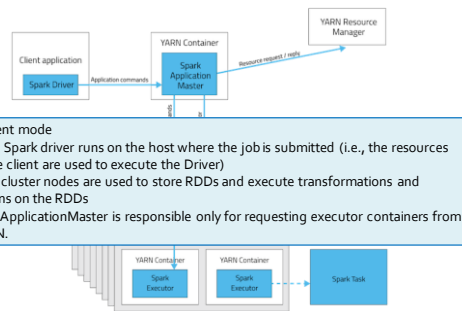 YARN Resource
Manager
YARN Container
Client application
Resource request / reply
Spark
Application
Master
Spark Driver
Application commands
ent mode
Spark driver runs on the host where the job is submitted (i.e., the resources
e client are used to execute the Driver)
cluster nodes are used to store RDDs and execute transformations and
ns on the RDDs
ApplicationMaster is responsible only for requesting executor containers from
N.
YARN Container
YARN Container
Spark
Executor
Spark
Executor
Spark Task